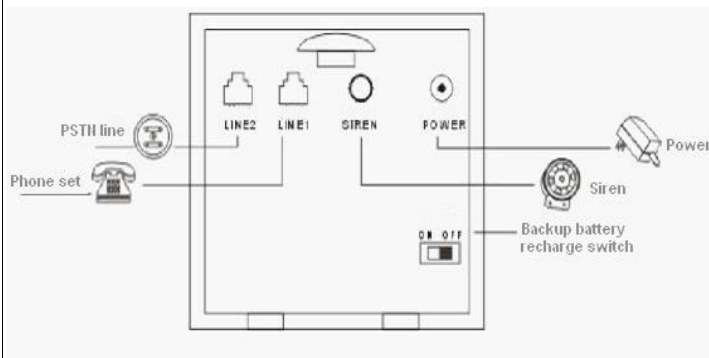 LINE2 LINE1 SIREN POWER
PSTN line
Power
Phone set
Siren
ON OFF
Backup battery
recharge switch